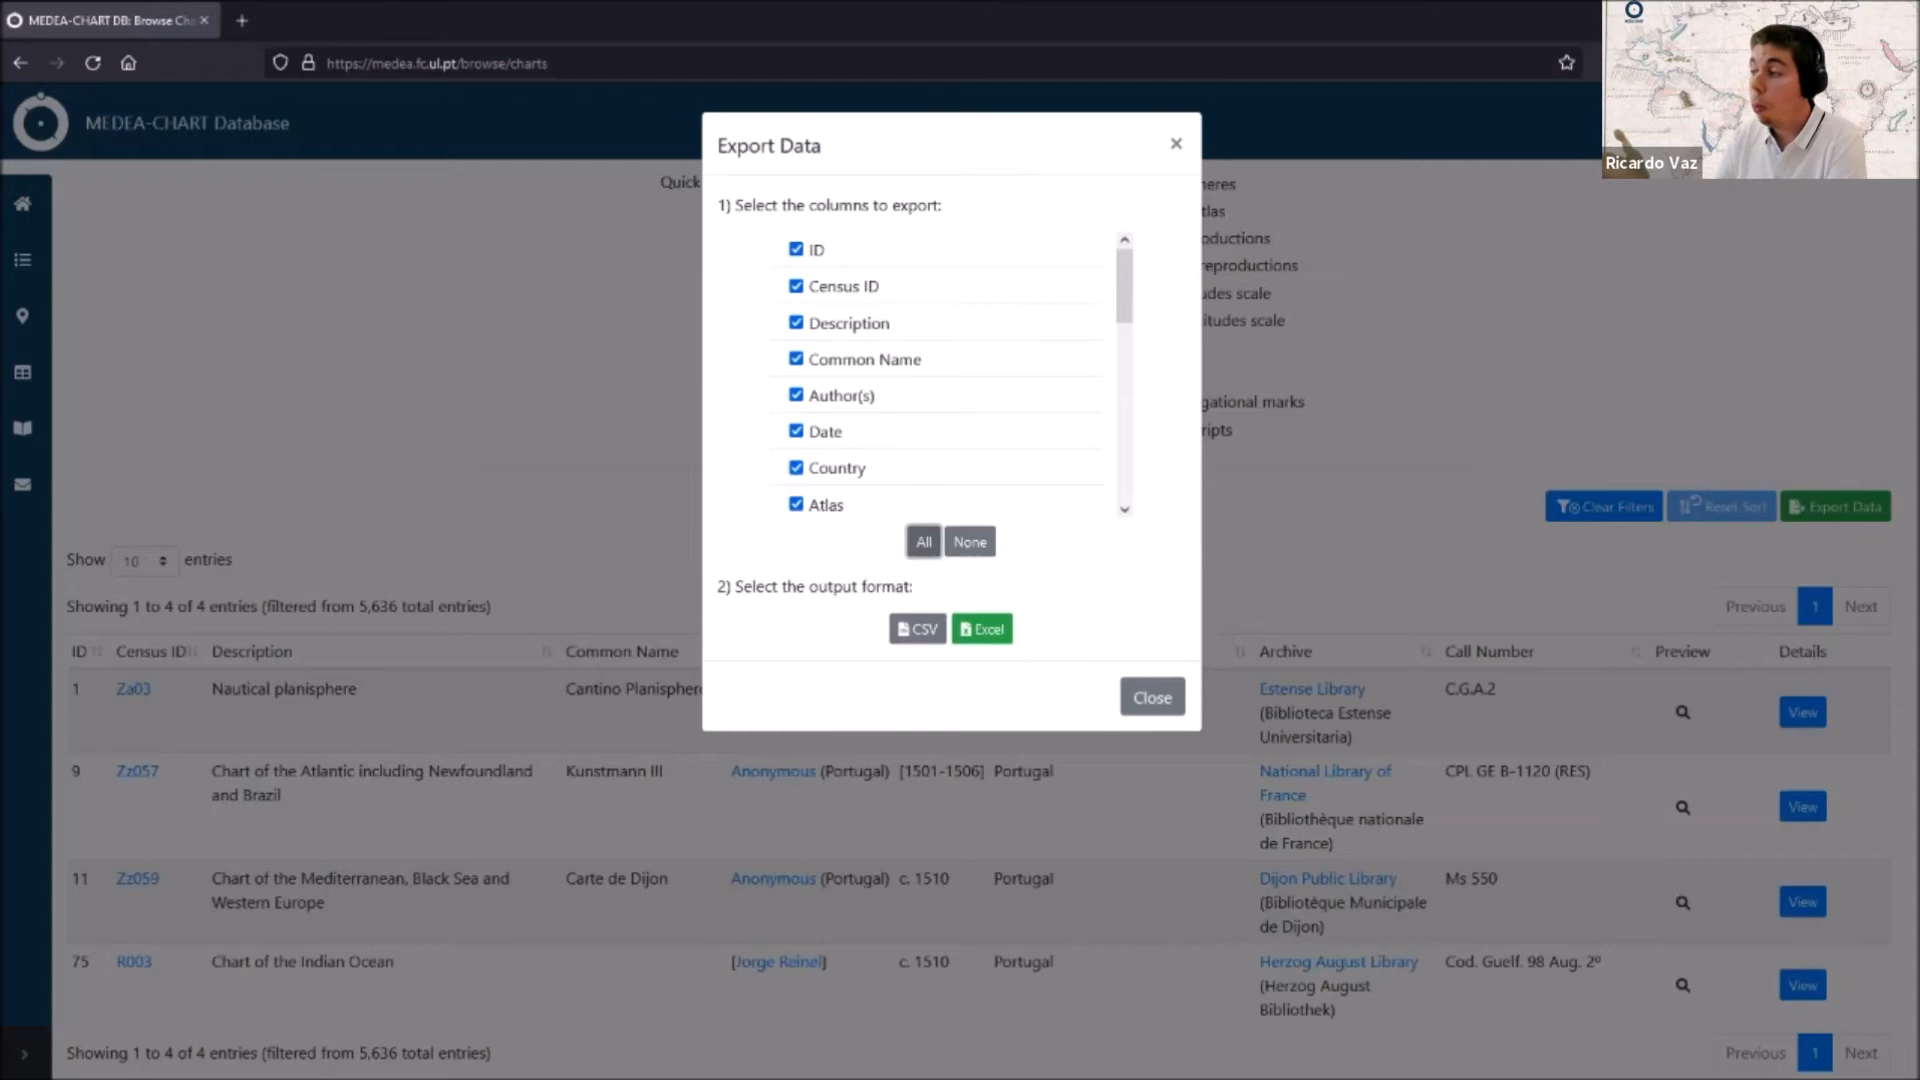 MEDEA-CHART DB: Browse Ch
https://medea.fc.ul.pt/browse/charts
Ricardo Vaz
MEDEA-CHART Database
Export Data
1) Select the columns to export:
ID
Census ID
Description
Common Name
Author(s)
Date
Country
Atlas
All None
2) Select the output format:
CSV Excel
Close
Quick
heres
tlas
oductions
reproductions
udes scale
itudes scale
gational marks
ripts
Clear Filters Reset Sort Export Data
Show 10 entries
Showing 1 to 4 of 4 entries (filtered from 5,636 total entries)
Previous 1 Next
ID Census ID Description Common Name Archive Call Number Preview Details
1 Za03 Nautical planisphere Cantino Planisphere Estense Library C.G.A.2
(Biblioteca Estense View
Universitaria)
9 Zz057 Chart of the Atlantic including Newfoundland Kunstmann III Anonymous (Portugal) [1501-1506] Portugal National Library of CPL GE B-1120 (RES)
and Brazil France View
(Bibliothèque nationale
de France)
11 Zz059 Chart of the Mediterranean, Black Sea and Carte de Dijon Anonymous (Portugal) c. 1510 Portugal Dijon Public Library Ms 550
Western Europe (Bibliotèque Municipale View
de Dijon)
75 R003 Chart of the Indian Ocean [Jorge Reinel] c. 1510 Portugal Herzog August Library Cod. Guelf. 98 Aug. 2º
(Herzog August View
Bibliothek)
Showing 1 to 4 of 4 entries (filtered from 5,636 total entries)
Previous 1 Next